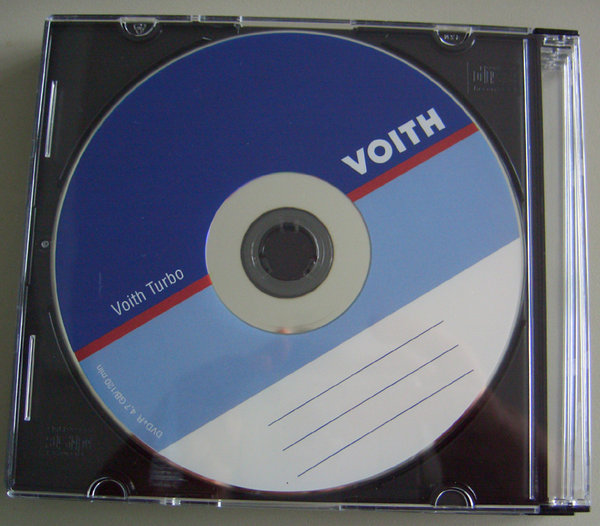 VOITH
Voith Turbo
DVD+R 4,7 GB/120 min